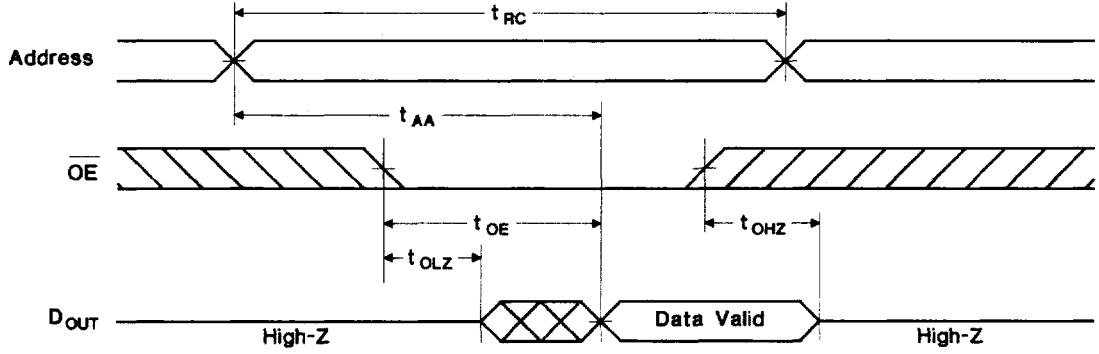 t RC
Address
t AA
OE
t OE
t OHZ
t OLZ
D OUT
High-Z
Data Valid
High-Z